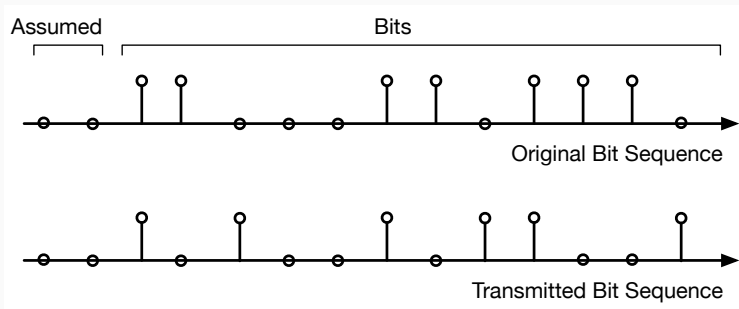 Assumed
Bits
Original Bit Sequence
Transmitted Bit Sequence